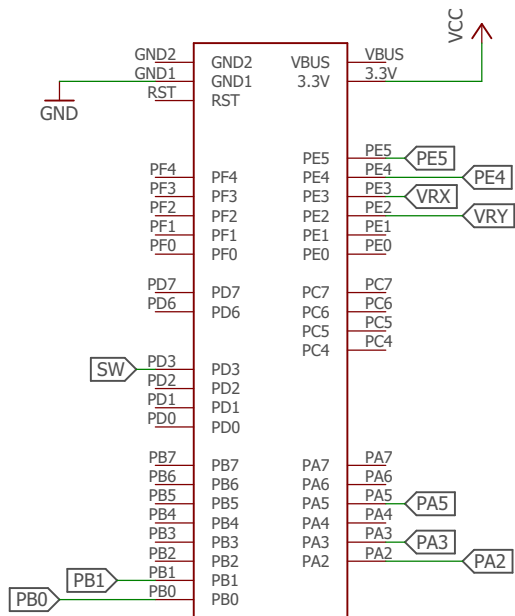 VCC
GND2 GND2 VBUS VBUS
GND1 GND1 3.3V 3.3V
RST RST
GND
PE5 PE5 PE5
PF4 PF4 PE4 PE4 PE4
PF3 PF3 PE3 PE3 VRX
PF2 PF2 PE2 PE2 VRY
PF1 PF1 PE1 PE1
PF0 PF0 PE0 PE0
PD7 PD7 PC7 PC7
PD6 PD6 PC6 PC6
PC5 PC5
PC4 PC4
SW PD3 PD3
PD2 PD2
PD1 PD1
PD0 PD0
PB7 PB7 PA7 PA7
PB6 PB6 PA6 PA6
PB5 PB5 PA5 PA5 PA5
PB4 PB4 PA4 PA4
PB3 PB3 PA3 PA3 PA3
PB2 PB2 PA2 PA2 PA2
PB1 PB1 PB1
PB0 PB0 PB0